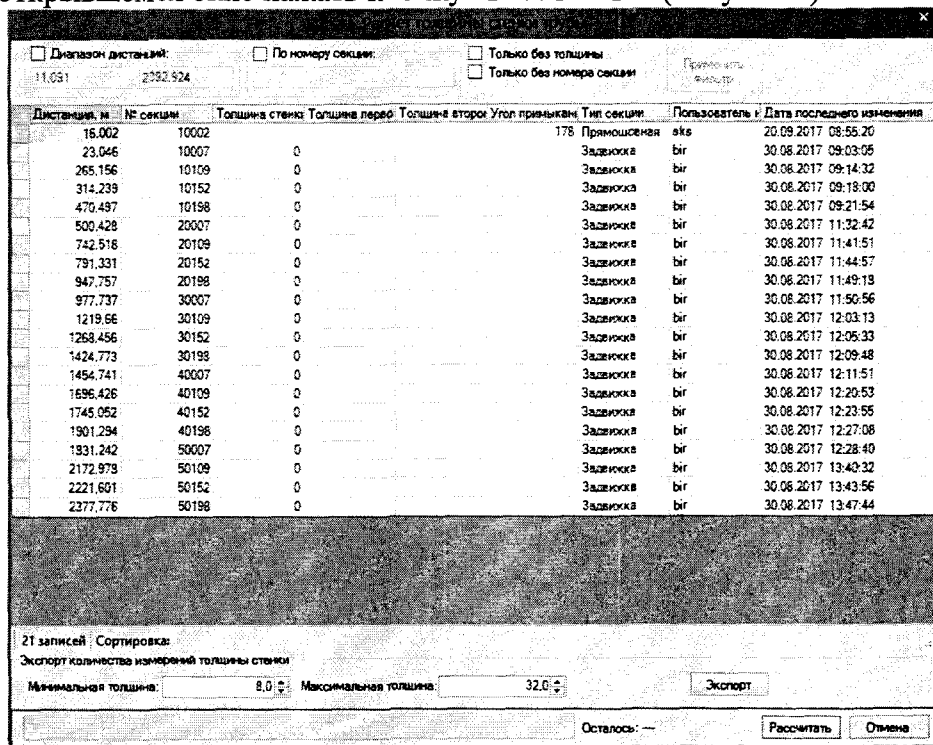 Диапазон дистанций: По номеру секции: Только без толщины
Только без номера секции
Применить фильтр
11,031 2392,924
Дистанция, м № секции Толщина стенки Толщина перво Толщина второй Угол примыкан Тип секции Пользователь Дата последнего изменения
16,002 10002 178 Прямошовная sks 20.09.2017 08:55:20
23,046 10007 0 Задвижка bir 30.08.2017 09:03:05
265,156 10109 0 Задвижка bir 30.08.2017 09:14:32
314,239 10152 0 Задвижка bir 30.08.2017 09:18:00
470,497 10198 0 Задвижка bir 30.08.2017 09:21:54
500,428 20007 0 Задвижка bir 30.08.2017 11:32:42
742,518 20109 0 Задвижка bir 30.08.2017 11:41:51
791,331 20152 0 Задвижка bir 30.08.2017 11:44:57
947,757 20198 0 Задвижка bir 30.08.2017 11:49:13
977,737 30007 0 Задвижка bir 30.08.2017 11:50:56
1219,66 30109 0 Задвижка bir 30.08.2017 12:03:13
1268,456 30152 0 Задвижка bir 30.08.2017 12:05:33
1424,773 30198 0 Задвижка bir 30.08.2017 12:09:48
1454,741 40007 0 Задвижка bir 30.08.2017 12:11:51
1696,426 40109 0 Задвижка bir 30.08.2017 12:20:53
1745,052 40152 0 Задвижка bir 30.08.2017 12:23:55
1901,294 40198 0 Задвижка bir 30.08.2017 12:27:08
1931,242 50007 0 Задвижка bir 30.08.2017 12:28:40
2172,973 50109 0 Задвижка bir 30.08.2017 13:40:32
2221,601 50152 0 Задвижка bir 30.08.2017 13:43:56
2377,776 50198 0 Задвижка bir 30.08.2017 13:47:44
21 записей Сортировка:
Экспорт количества измерений толщины стенки
Минимальная толщина: 8,0 Максимальная толщина: 32,0 Экспорт
Осталось: — Рассчитать Отмена